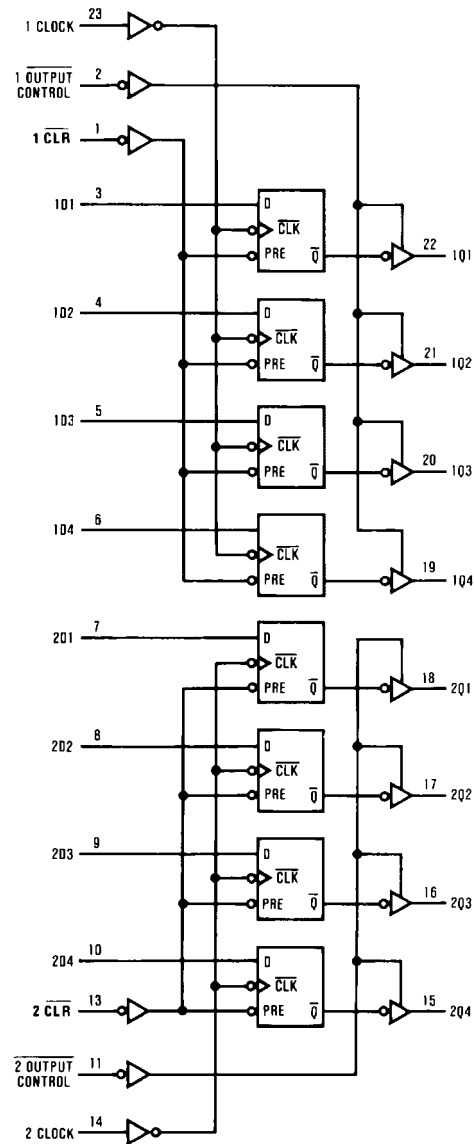 23
1 CLOCK
2
1 OUTPUT
CONTROL
1
1 CLR
3
1D1
D
CLK
PRE
Q
22
1Q1
4
1D2
D
CLK
PRE
Q
21
1Q2
5
1D3
D
CLK
PRE
Q
20
1Q3
6
1D4
D
CLK
PRE
Q
19
1Q4
7
2D1
D
CLK
PRE
Q
18
2Q1
8
2D2
D
CLK
PRE
Q
17
2Q2
9
2D3
D
CLK
PRE
Q
16
2Q3
10
2D4
D
CLK
PRE
Q
15
2Q4
13
2 CLR
11
2 OUTPUT
CONTROL
14
2 CLOCK